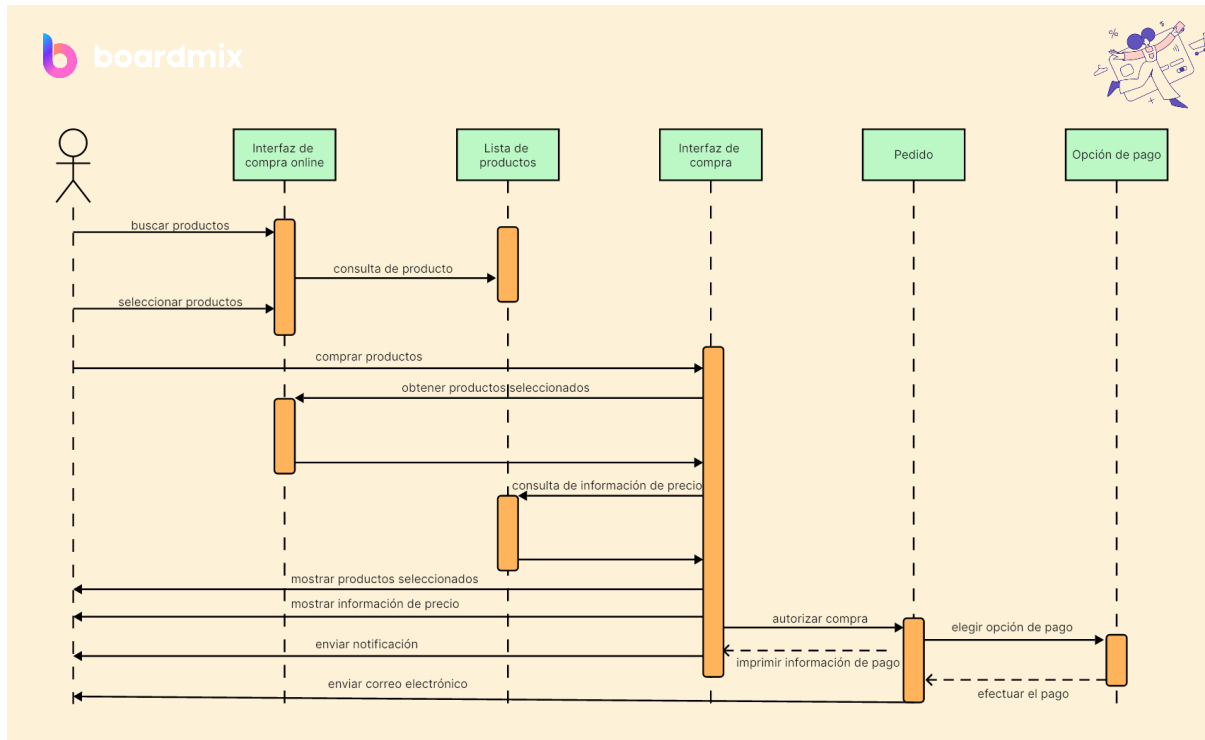 boardmix
%
$
Interfaz de
compra online
Lista de
productos
Interfaz de
compra
Pedido
Opción de pago
buscar productos
consulta de producto
seleccionar productos
comprar productos
obtener productos seleccionados
consulta de información de precio
mostrar productos seleccionados
mostrar información de precio
autorizar compra
elegir opción de pago
enviar notificación
imprimir información de pago
enviar correo electrónico
efectuar el pago